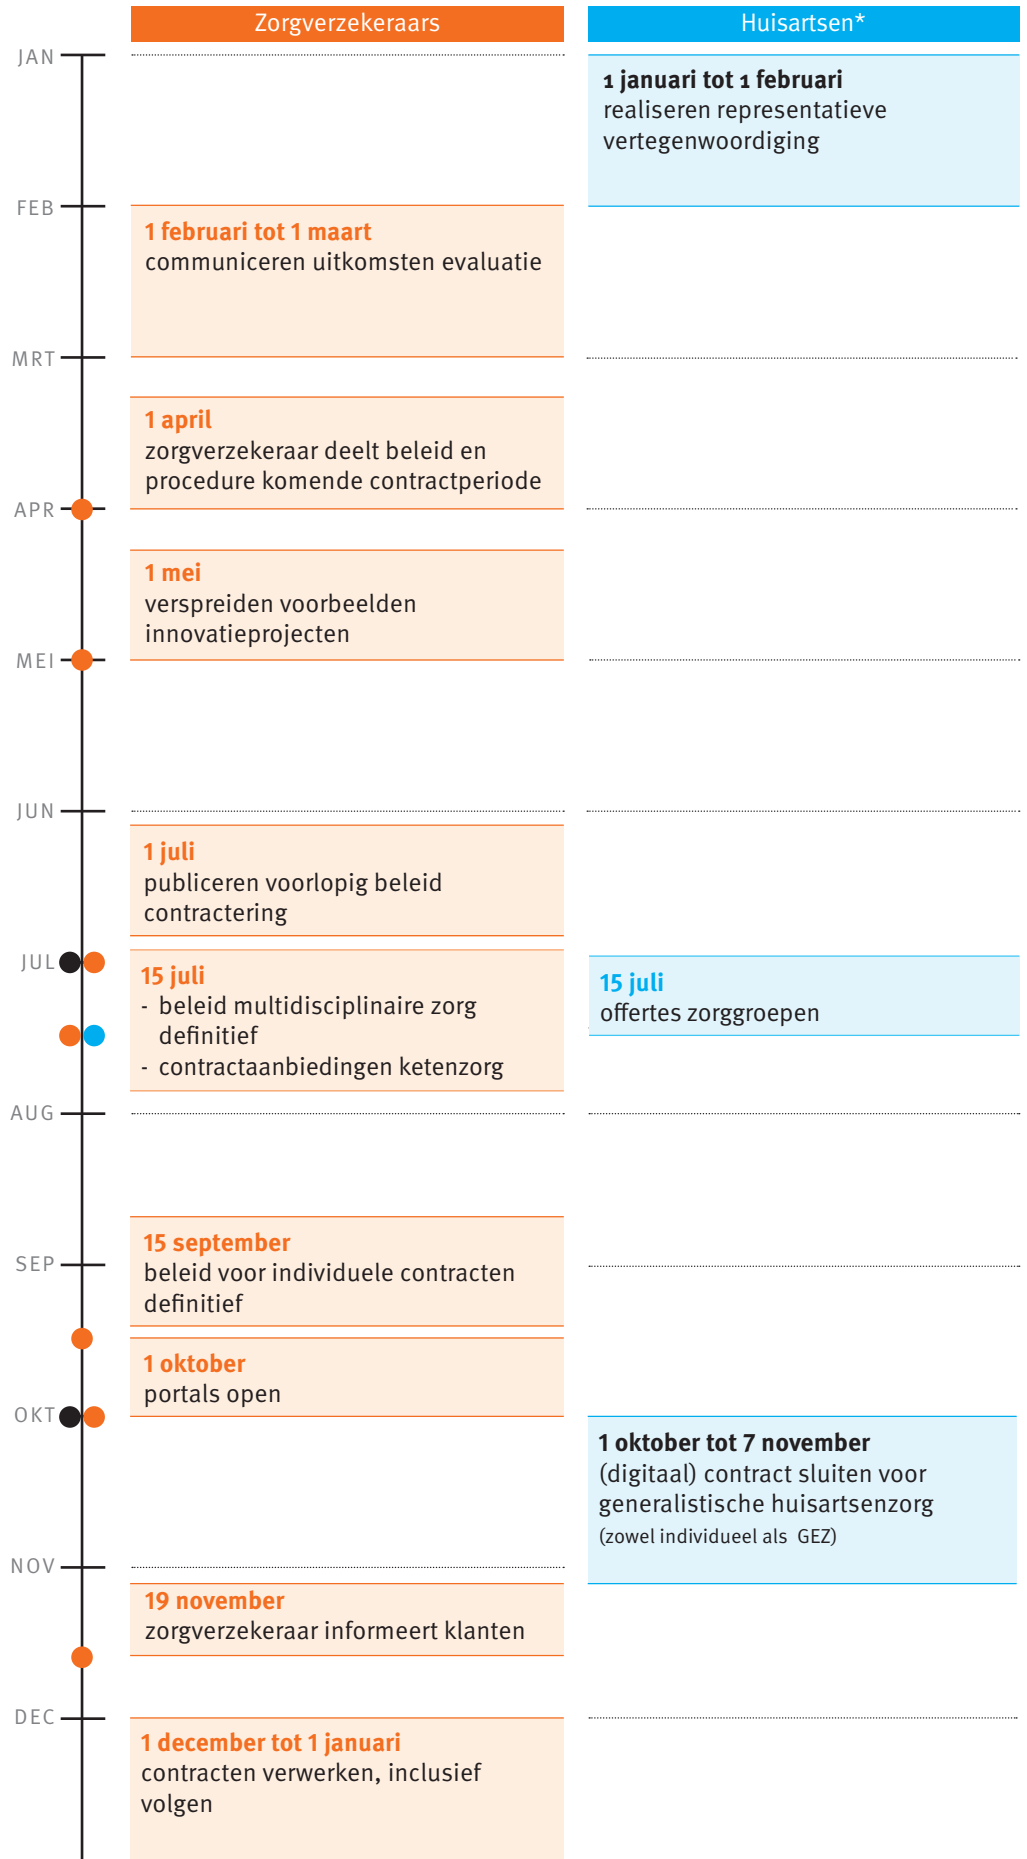 Zorgverzekeraars
Huisartsen*
JAN
1 januari tot 1 februari
realiseren representatieve
vertegenwoordiging
FEB
1 februari tot 1 maart
communiceren uitkomsten evaluatie
MRT
1 april
zorgverzekeraar deelt beleid en
procedure komende contractperiode
APR
1 mei
verspreiden voorbeelden
innovatieprojecten
MEI
JUN
1 juli
publiceren voorlopig beleid
contractering
JUL
15 juli
- beleid multidisciplinaire zorg
definitief
- contractaanbiedingen ketenzorg
15 juli
offertes zorggroepen
AUG
15 september
beleid voor individuele contracten
definitief
SEP
1 oktober
portals open
OKT
1 oktober tot 7 november
(digitaal) contract sluiten voor
generalistische huisartsenzorg
(zowel individueel als GEZ)
NOV
19 november
zorgverzekeraar informeert klanten
DEC
1 december tot 1 januari
contracten verwerken, inclusief
volgen